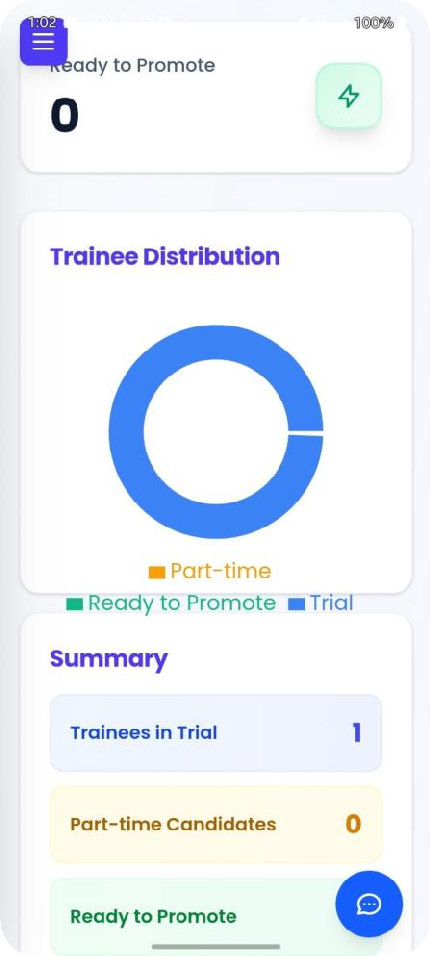 1:02
100%
Ready to Promote
0
Trainee Distribution
Part-time
Ready to Promote Trial
Summary
Trainees in Trial 1
Part-time Candidates 0
Ready to Promote